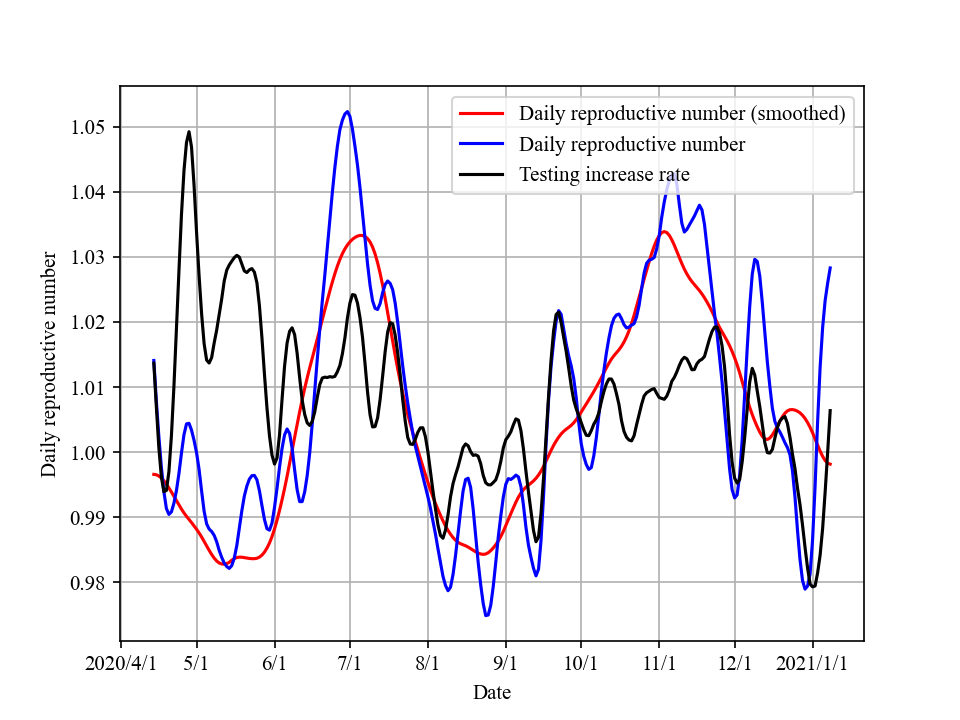 Daily reproductive number (smoothed)
Daily reproductive number
Testing increase rate
Daily reproductive number
1.05
1.04
1.03
1.02
1.01
1.00
0.99
0.98
2020/4/1 5/1 6/1 7/1 8/1 9/1 10/1 11/1 12/1 2021/1/1
Date